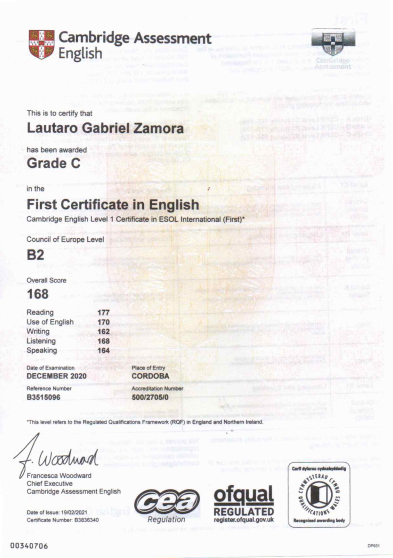 Cambridge Assessment
English
Cambridge
Assessment
This is to certify that
Lautaro Gabriel Zamora
has been awarded
Grade C
in the
First Certificate in English
Cambridge English Level 1 Certificate in ESOL International (First)*
Council of Europe Level
B2
Overall Score
168
Reading 177
Use of English 170
Writing 162
Listening 168
Speaking 164
Date of Examination Place of Entry
DECEMBER 2020 CORDOBA
Reference Number Accreditation Number
B3515096 500/2705/0
*This level refers to the Regulated Qualifications Framework (RQF) in England and Northern Ireland.
F. Woodward
Francesca Woodward
Chief Executive
Cambridge Assessment English
Date of Issue: 19/02/2021
Certificate Number: B3636340
cea
Regulation
ofqual
REGULATED
register.ofqual.gov.uk
Corff dyfarnu cydnabyddedig
CYMWYSTERAU CYMRU
QUALIFICATIONS WALES
Recognised awarding body
00340706